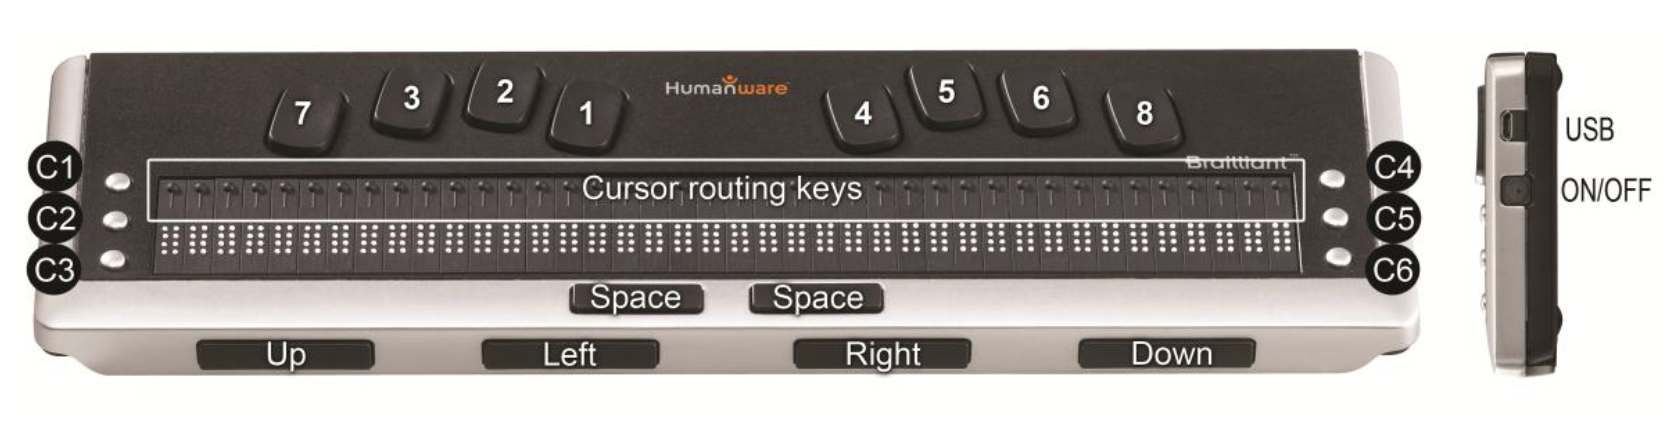 7 3 2 1 Humanware 4 5 6 8
Brailliant™
C1 C4
Cursor routing keys
C2 C5
C3 C6
Space Space
Up Left Right Down
USB
ON/OFF